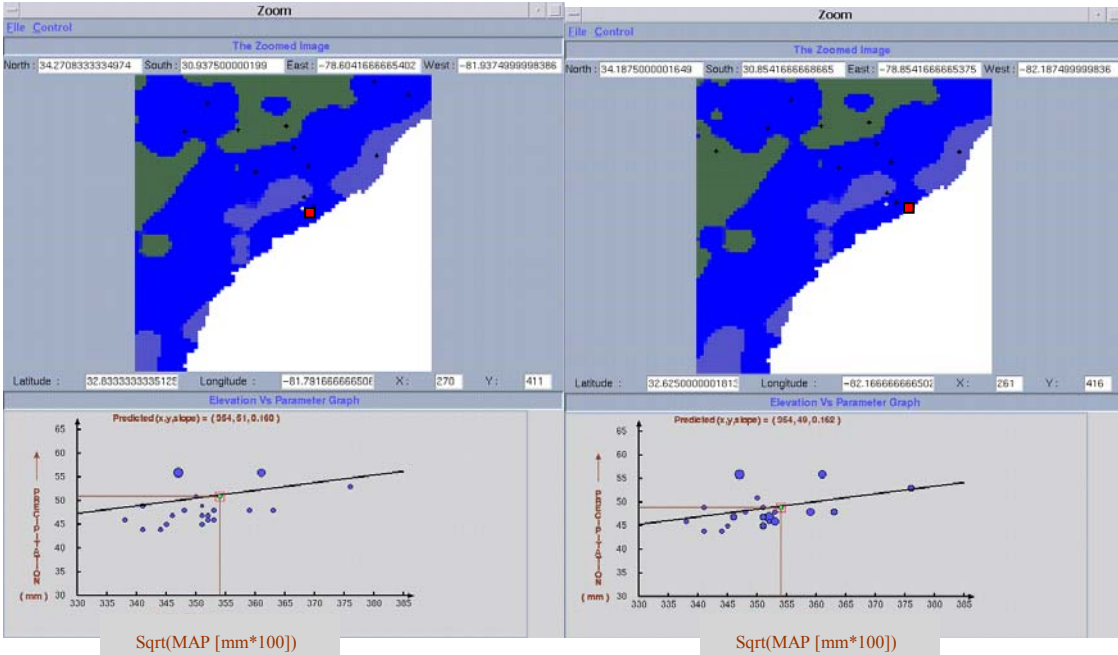 Zoom
File Control
The Zoomed Image
North : 34.2708333334974 South : 30.937500000199 East : -78.6041666665402 West : -81.9374999998386
Latitude : 32.8333333335125 Longitude : X : 270 Y : 411
Elevation Vs Parameter Graph
Predicted(x,y,slope) = ( 354, 51, 0.160 )
65
60
55
50
45
40
35
30
PRECIPITATION
( mm )
330 335 340 345 350 355 360 365 370 375 380 385
Sqrt(MAP [mm*100])
Zoom
File Control
The Zoomed Image
North : 34.1875000001649 South : 30.8541666668665 East : -78.8541666665375 West : -82.187499999836
Latitude : 32.6250000001813 Longitude : X : 261 Y : 416
Elevation Vs Parameter Graph
Predicted(x,y,slope) = ( 354, 49, 0.162 )
65
60
55
50
45
40
35
30
PRECIPITATION
( mm )
330 335 340 345 350 355 360 365 370 375 380 385
Sqrt(MAP [mm*100])